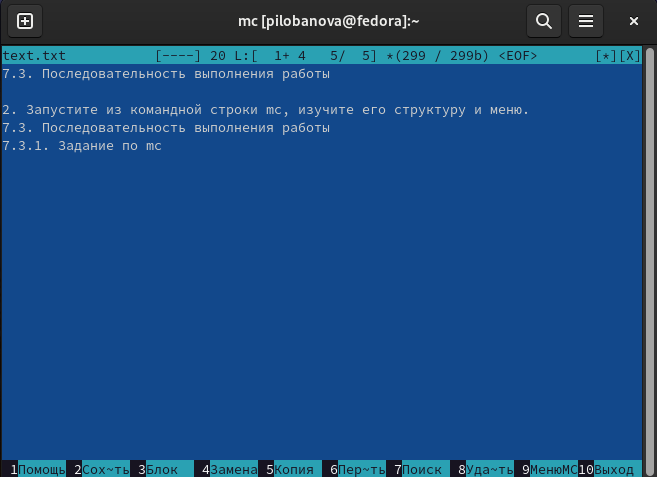 mc [pilobanova@fedora]:~
text.txt [----] 20 L:[ 1+ 4 5/ 5] *(299 / 299b) <EOF> [*][X]
7.3. Последовательность выполнения работы
2. Запустите из командной строки mc, изучите его структуру и меню.
7.3. Последовательность выполнения работы
7.3.1. Задание по mc
1Помощь 2Сох~ть 3Блок 4Замена 5Копия 6Пер~ть 7Поиск 8Уда~ть 9МенюMC 10Выход